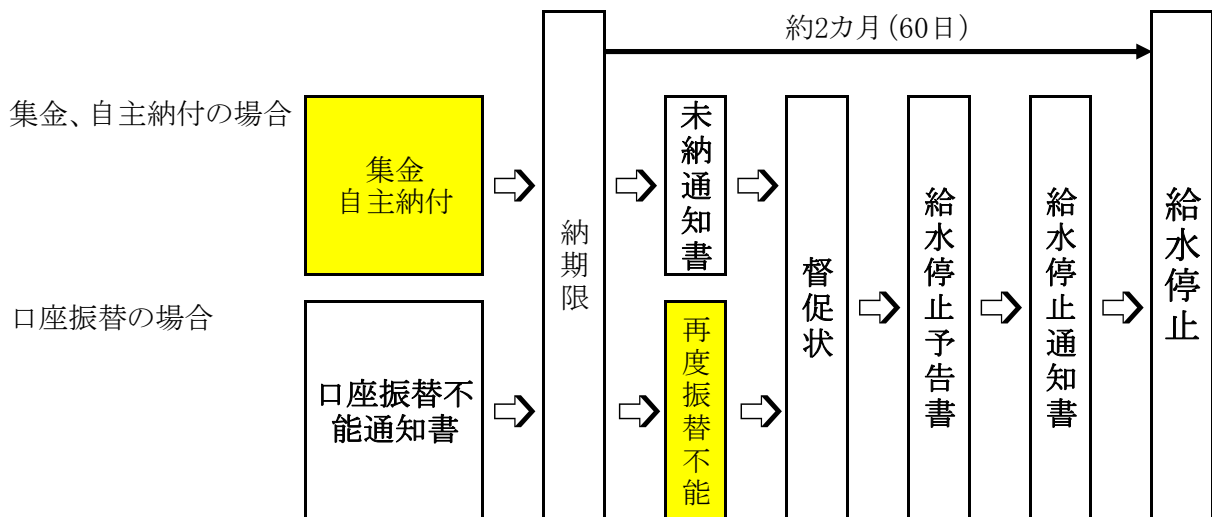 約2カ月(60日)
集金、自主納付の場合
集金
自主納付
納期限
未納通知書
督促状
給水停止予告書
給水停止通知書
給水停止
口座振替の場合
口座振替不
能通知書
再度振替不能